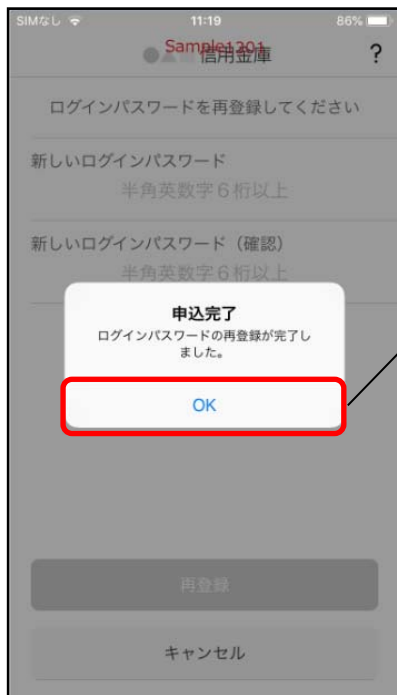 SIMなし 11:19 86%
Sample1201
●▲■信用金庫 ?
ログインパスワードを再登録してください
新しいログインパスワード
半角英数字6桁以上
新しいログインパスワード（確認）
半角英数字6桁以上
申込完了
ログインパスワードの再登録が完了し
ました。
OK
再登録
キャンセル